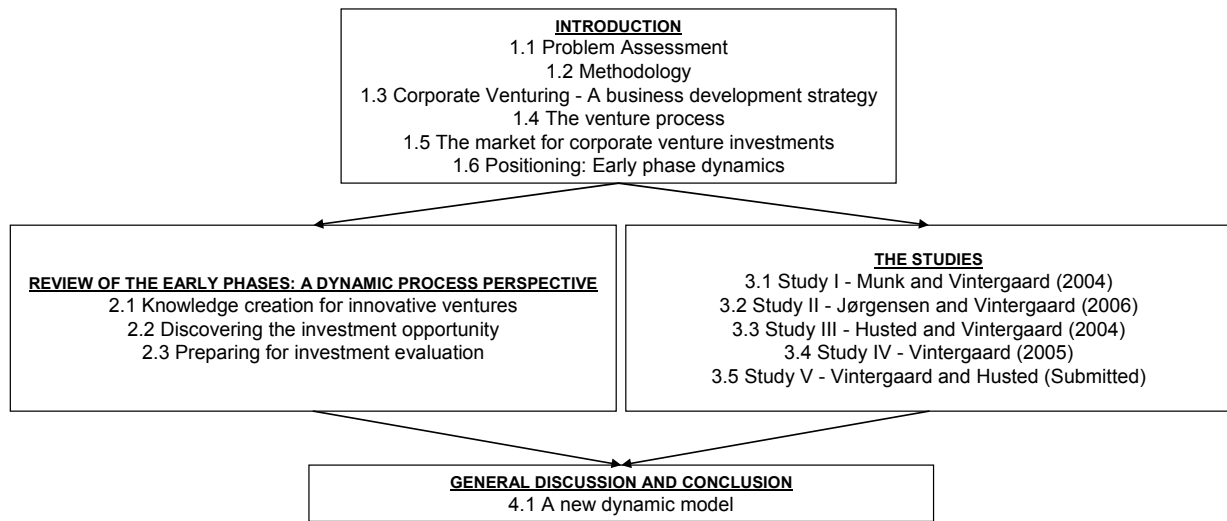 INTRODUCTION
1.1 Problem Assessment
1.2 Methodology
1.3 Corporate Venturing - A business development strategy
1.4 The venture process
1.5 The market for corporate venture investments
1.6 Positioning: Early phase dynamics
REVIEW OF THE EARLY PHASES: A DYNAMIC PROCESS PERSPECTIVE
2.1 Knowledge creation for innovative ventures
2.2 Discovering the investment opportunity
2.3 Preparing for investment evaluation
THE STUDIES
3.1 Study I - Munk and Vintergaard (2004)
3.2 Study II - Jørgensen and Vintergaard (2006)
3.3 Study III - Husted and Vintergaard (2004)
3.4 Study IV - Vintergaard (2005)
3.5 Study V - Vintergaard and Husted (Submitted)
GENERAL DISCUSSION AND CONCLUSION
4.1 A new dynamic model